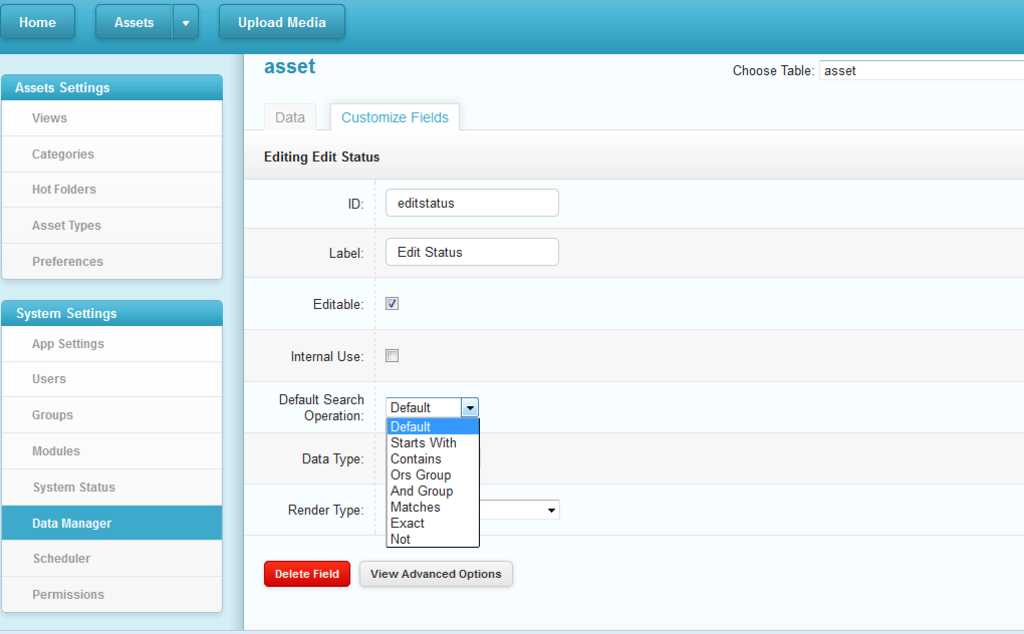 Home
Assets
Upload Media
asset
Choose Table: asset
Assets Settings
Views
Categories
Hot Folders
Asset Types
Preferences
System Settings
App Settings
Users
Groups
Modules
System Status
Data Manager
Scheduler
Permissions
Data
Customize Fields
Editing Edit Status
ID: editstatus
Label: Edit Status
Editable:
Internal Use:
Default Search
Operation:
Default
Default
Starts With
Contains
Ors Group
And Group
Matches
Exact
Not
Data Type:
Render Type:
Delete Field
View Advanced Options